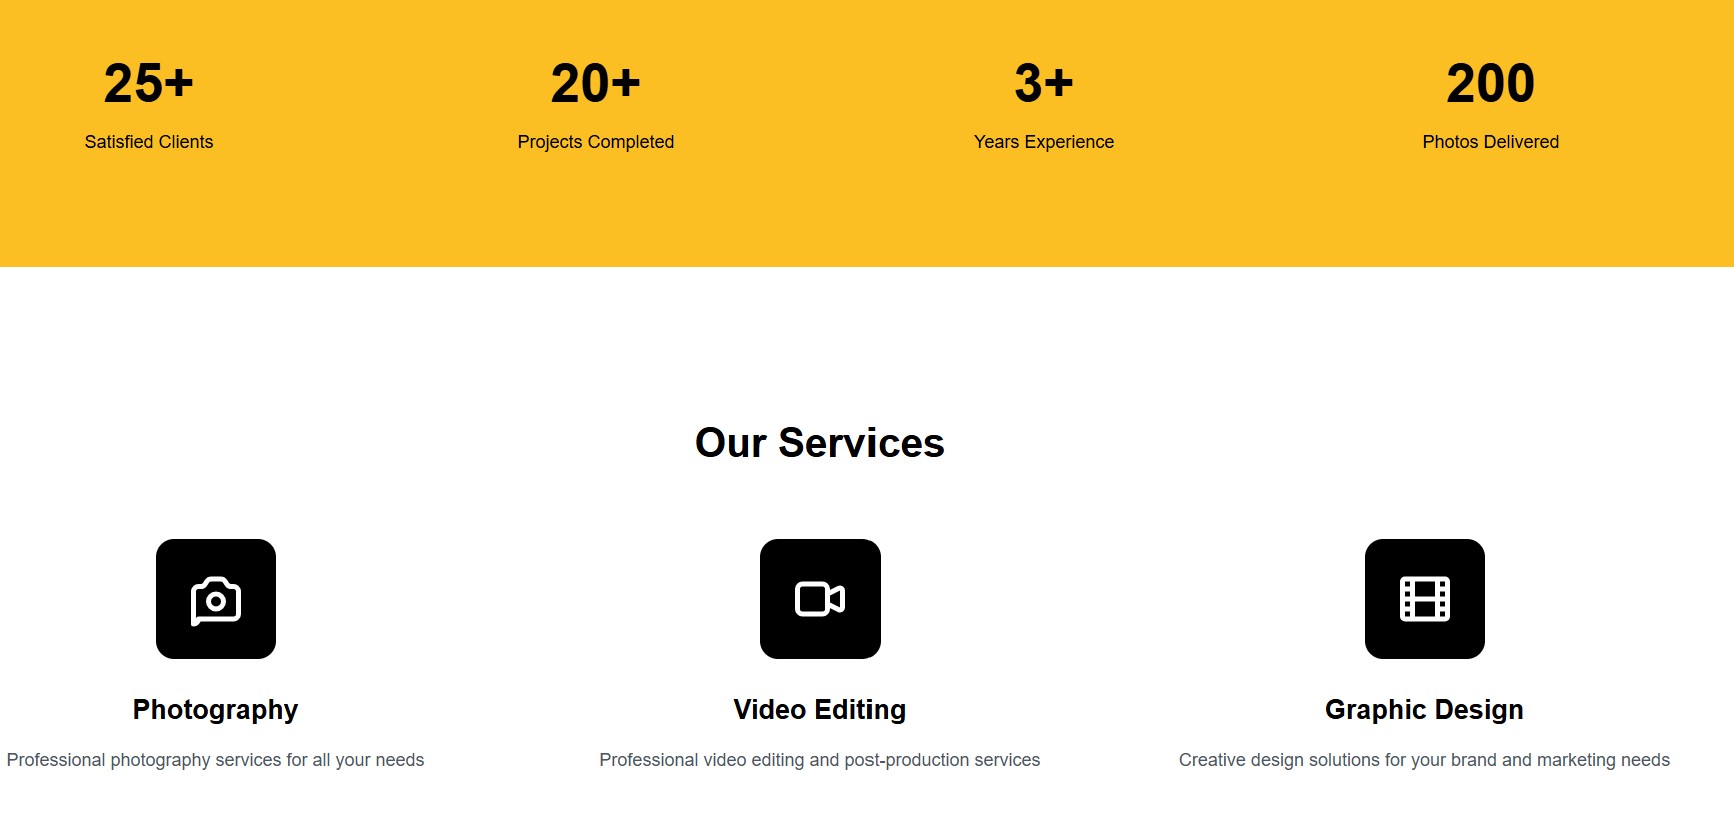 25+
20+
3+
200
Satisfied Clients
Projects Completed
Years Experience
Photos Delivered
Our Services
Photography
Video Editing
Graphic Design
Professional photography services for all your needs
Professional video editing and post-production services
Creative design solutions for your brand and marketing needs